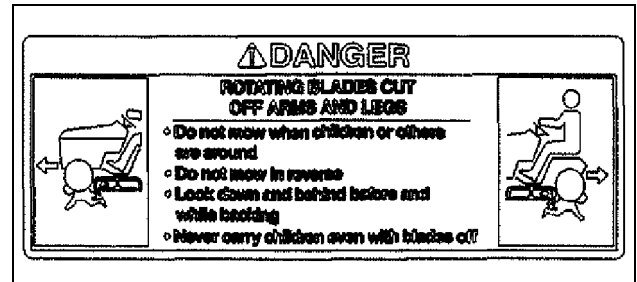 ⚠DANGER
ROTATING BLADES CUT
OFF ARMS AND LEGS
◦ Do not mow when children or others
are around
◦ Do not mow in reverse
◦ Look down and behind before and
while backing
◦ Never carry children even with blades off